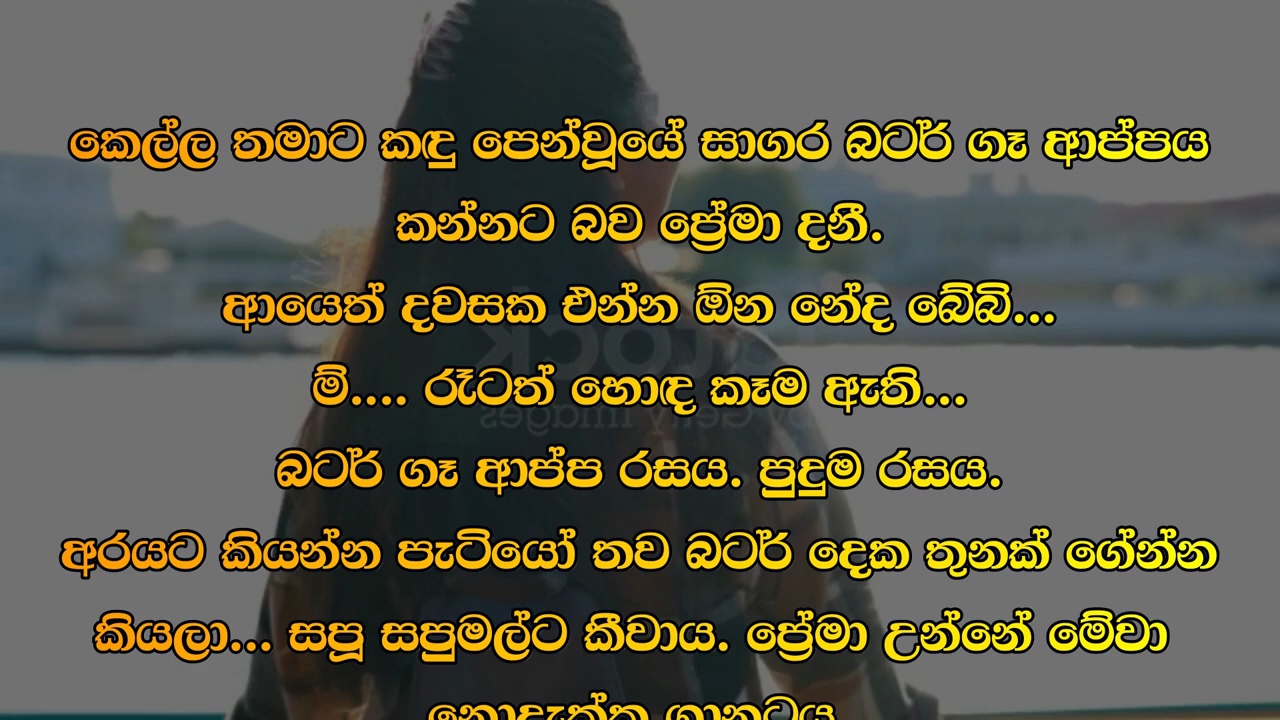 කෙල්ල තමාට කඳු පෙන්වූයේ සාගර බටර් ගෑ ආප්පය
කන්නට බව ප්‍රේමා දනී.
ආයෙත් දවසක එන්න ඕන නේද බේබි...
ම්.... රෑටත් හොඳ කෑම ඇති...
බටර් ගෑ ආප්ප රසය. පුදුම රසය.
අරයට කියන්න පැටියෝ තව බටර් දෙක තුනක් ගේන්න
කියලා... සපූ සපුමල්ට කීවාය. ප්‍රේමා උන්නේ මේවා